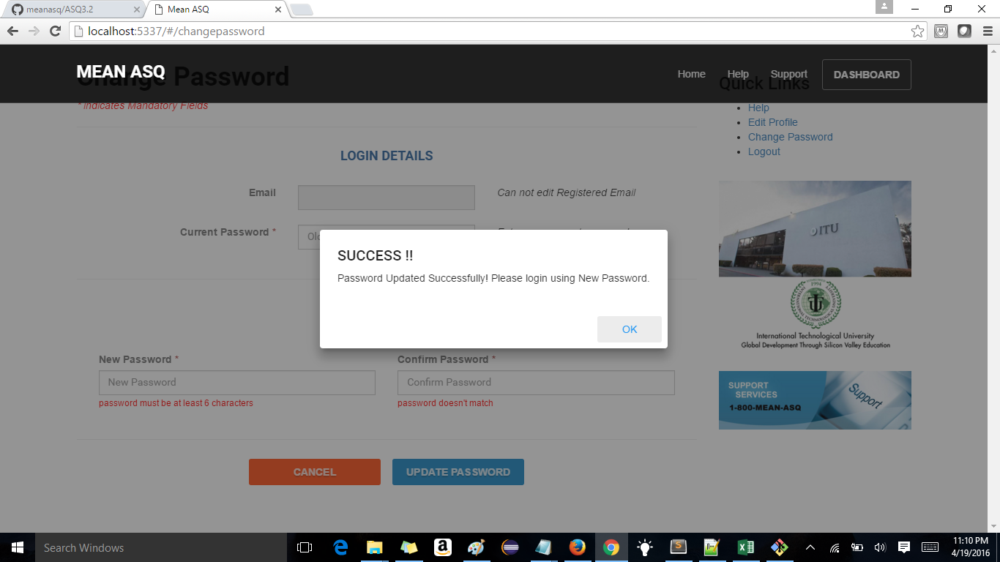 meanasq/ASQ3.2
Mean ASQ
localhost:5337/#/changepassword
MEAN ASQ
Change Password
Home
Help
Support
DASHBOARD
* Indicates Mandatory Fields
Quick Links
Help
Edit Profile
Change Password
Logout
LOGIN DETAILS
Email
Can not edit Registered Email
Current Password *
SUCCESS !!
Password Updated Successfully! Please login using New Password.
OK
ITU
1994
International Technological University
Global Development Through Silicon Valley Education
New Password *
Confirm Password *
New Password
Confirm Password
password must be at least 6 characters
password doesn't match
SUPPORT
SERVICES
1-800-MEAN-ASQ
Support
CANCEL
UPDATE PASSWORD
Search Windows
11:10 PM
4/19/2016